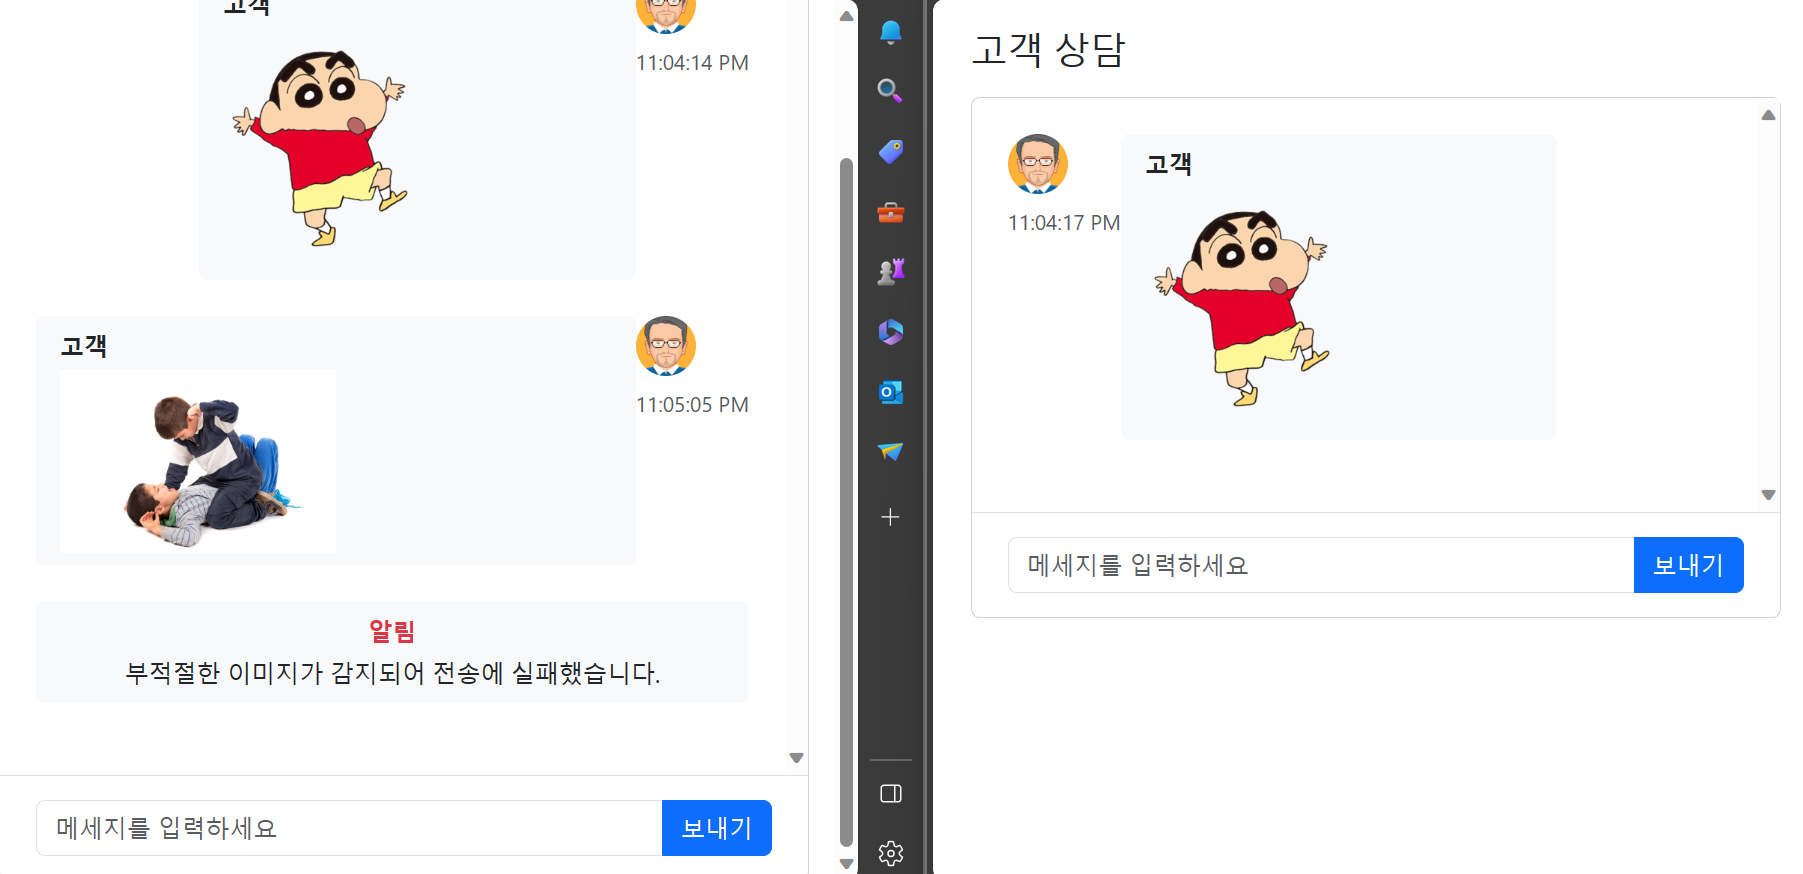 고객
11:04:14 PM
고객
11:05:05 PM
알림
부적절한 이미지가 감지되어 전송에 실패했습니다.
메세지를 입력하세요
보내기
고객 상담
고객
11:04:17 PM
메세지를 입력하세요
보내기